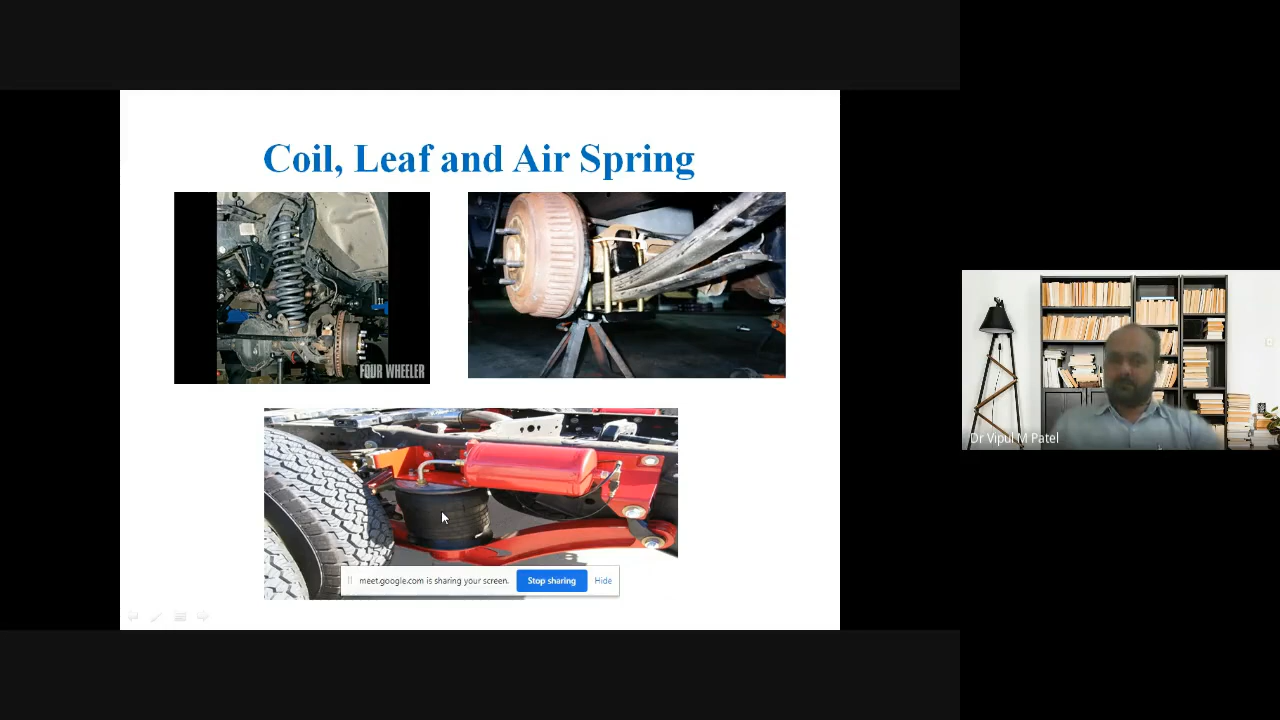 Coil, Leaf and Air Spring
FOUR WHEELER
meet.google.com is sharing your screen.
Stop sharing
Hide
Dr Vipul M Patel